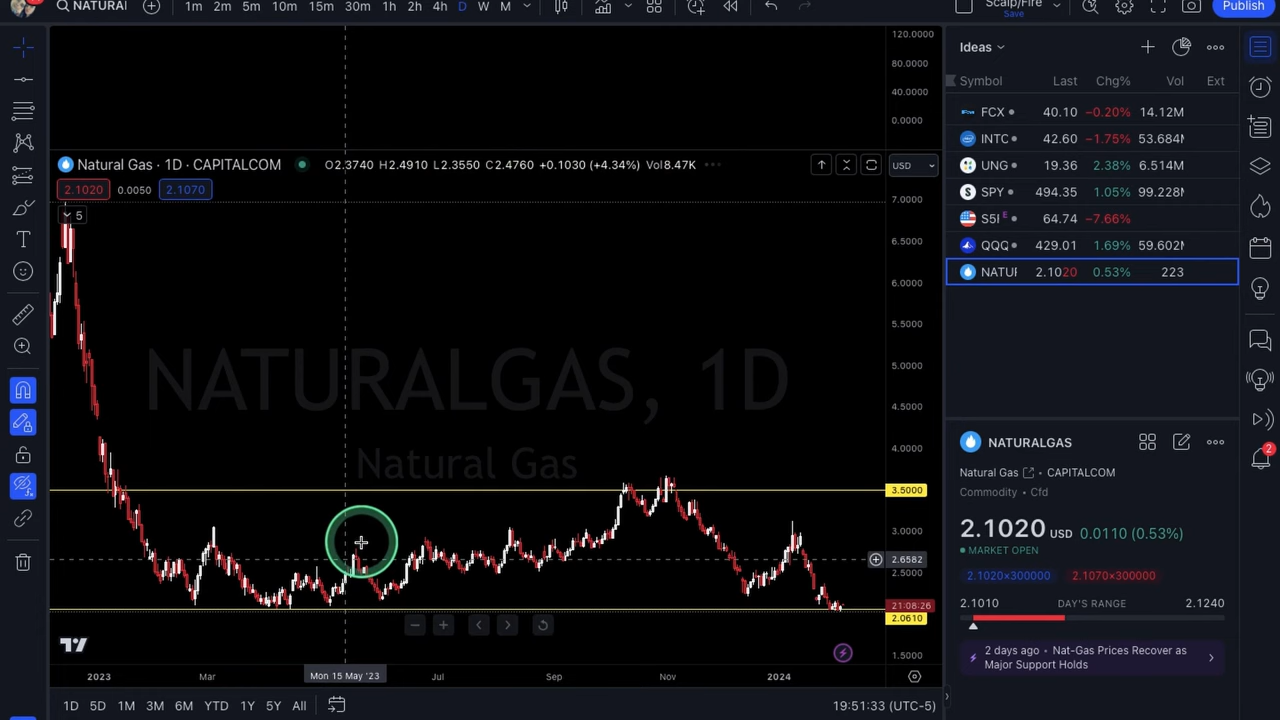 NATURAL
1m 2m 5m 10m 15m 30m 1h 2h 4h D W M
Scalp/Fire
Save
Publish
120.0000
80.0000
40.0000
0.0000
Natural Gas · 1D · CAPITALCOM O2.3740 H2.4910 L2.3550 C2.4760 +0.1030 (+4.34%) Vol8.47K
USD
2.1020 0.0050 2.1070
5
7.0000
6.5000
6.0000
5.5000
5.0000
4.5000
4.0000
3.5000
3.0000
2.6582
2.5000
21:08:26
2.0610
1.5000
NATURALGAS, 1D
Natural Gas
2023 Mar Mon 15 May '23 Jul Sep Nov 2024
1D 5D 1M 3M 6M YTD 1Y 5Y All
19:51:33 (UTC-5)
Ideas
Symbol Last Chg% Vol Ext
FCX 40.10 −0.20% 14.12M
INTC 42.60 −1.75% 53.684M
UNG 19.36 2.38% 6.514M
SPY 494.35 1.05% 99.228M
S5I E 64.74 −7.66%
QQQ 429.01 1.69% 59.602M
NATUI 2.1020 0.53% 223
NATURALGAS
Natural Gas · CAPITALCOM
Commodity · Cfd
2.1020 USD 0.0110 (0.53%)
MARKET OPEN
2.1020×300000 2.1070×300000
2.1010 DAY'S RANGE 2.1240
2 days ago · Nat-Gas Prices Recover as
Major Support Holds
2